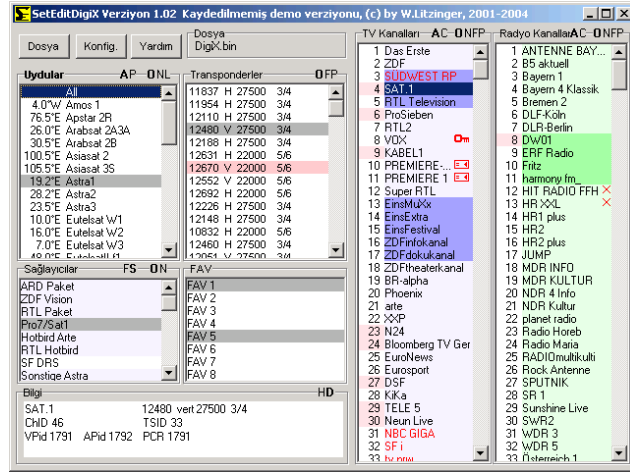 SetEditDigiX Verziyon 1.02 Kaydedilmemiş demo verziyonu, (c) by W.Litzinger, 2001-2004
Dosya Konfig. Yardım
Dosya
DigiX.bin
Uydular AP ONL
All
4.0°W Amos 1
76.5°E Apstar 2R
26.0°E Arabsat 2A3A
30.5°E Arabsat 2B
100.5°E Asiasat 2
105.5°E Asiasat 3S
19.2°E Astra1
28.2°E Astra2
23.5°E Astra3
10.0°E Eutelsat W1
16.0°E Eutelsat W2
7.0°E Eutelsat W3
Transponderler OFP
11837 H 27500 3/4
11954 H 27500 3/4
12110 H 27500 3/4
12480 V 27500 3/4
12188 H 27500 3/4
12631 H 22000 5/6
12670 V 22000 5/6
12552 V 22000 5/6
12692 H 22000 5/6
12226 H 27500 3/4
12148 H 27500 3/4
10832 H 22000 5/6
12460 H 27500 3/4
12051 V 27500 3/4
Sağlayıcılar FS ON
ARD Paket
ZDF Vision
RTL Paket
Pro7/Sat1
Hotbird Arte
RTL Hotbird
SF DRS
Sonstige Astra
FAV
FAV 1
FAV 2
FAV 3
FAV 4
FAV 5
FAV 6
FAV 7
FAV 8
Bilgi HD
SAT.1 12480 vert 27500 3/4
ChID 46 TSID 33
VPid 1791 APid 1792 PCR 1791
TV Kanalları AC ONFP
1 Das Erste
2 ZDF
3 SÜDWEST RP
4 SAT.1
5 RTL Television
6 ProSieben
7 RTL2
8 VOX
9 KABEL1
10 PREMIERE-...
11 PREMIERE 1
12 Super RTL
13 EinsMuXx
14 EinsExtra
15 EinsFestival
16 ZDFinfokanal
17 ZDFdokukanal
18 ZDFtheaterkanal
19 BR-alpha
20 Phoenix
21 arte
22 XXP
23 N24
24 Bloomberg TV Ger
25 EuroNews
26 Eurosport
27 DSF
28 KiKa
29 TELE 5
30 Neun Live
31 NBC GIGA
32 SF i
33 tv.nrw
Radyo Kanalları AC ONFP
1 ANTENNE BAY...
2 B5 aktuell
3 Bayern 1
4 Bayern 4 Klassik
5 Bremen 2
6 DLF-Köln
7 DLR-Berlin
8 DW01
9 ERF Radio
10 Fritz
11 harmony fm_
12 HIT RADIO FFH
13 HR XXL
14 HR1 plus
15 HR2
16 HR2 plus
17 JUMP
18 MDR INFO
19 MDR KULTUR
20 NDR 4 Info
21 NDR Kultur
22 planet radio
23 Radio Horeb
24 Radio Maria
25 RADIOmultikulti
26 Rock Antenne
27 SPUTNIK
28 SR 1
29 Sunshine Live
30 SWR2
31 WDR 3
32 WDR 5
33 Österreich 1